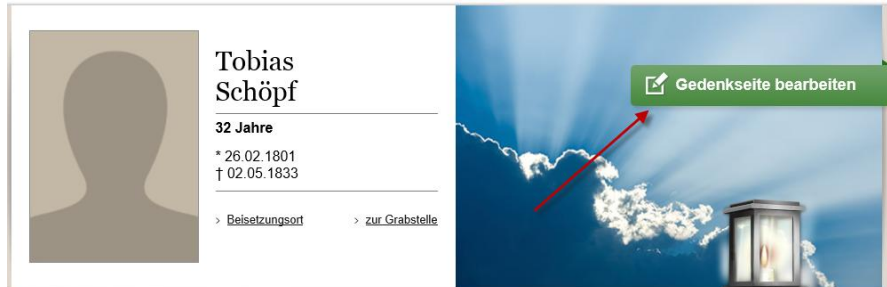 Tobias
Schöpf
32 Jahre
* 26.02.1801
† 02.05.1833
› Beisetzungsort › zur Grabstelle
Gedenkseite bearbeiten